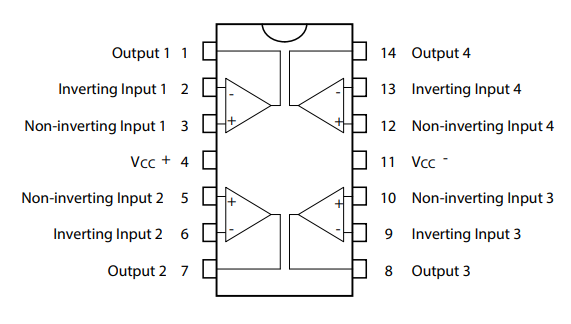 Output 1 1 14 Output 4
Inverting Input 1 2 - - 13 Inverting Input 4
Non-inverting Input 1 3 + + 12 Non-inverting Input 4
VCC + 4 11 VCC -
Non-inverting Input 2 5 + + 10 Non-inverting Input 3
Inverting Input 2 6 - - 9 Inverting Input 3
Output 2 7 8 Output 3